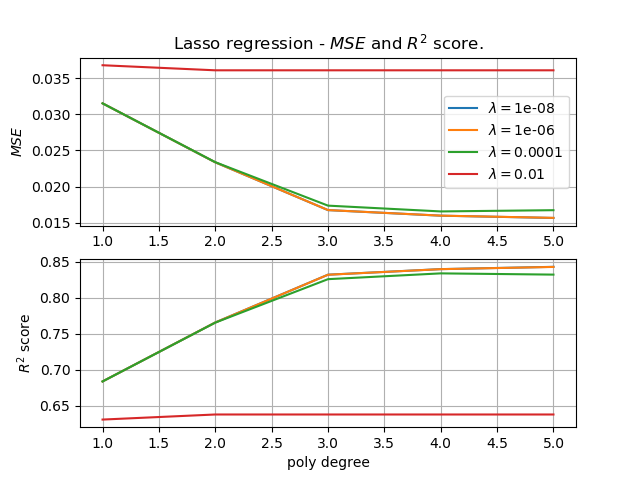 Lasso regression - MSE and R² score.
MSE
0.035
0.030
0.025
0.020
0.015
λ = 1e-08
λ = 1e-06
λ = 0.0001
λ = 0.01
1.0 1.5 2.0 2.5 3.0 3.5 4.0 4.5 5.0
R² score
0.85
0.80
0.75
0.70
0.65
1.0 1.5 2.0 2.5 3.0 3.5 4.0 4.5 5.0
poly degree